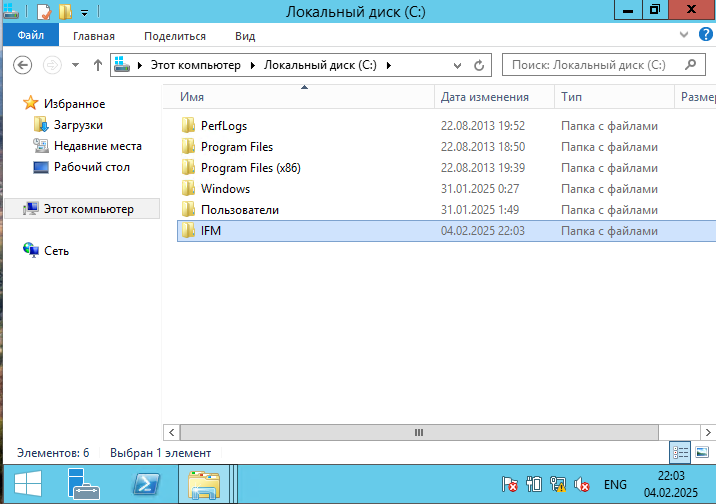 Локальный диск (C:)
Файл Главная Поделиться Вид
Этот компьютер Локальный диск (C:) Поиск: Локальный диск (C:)
Имя Дата изменения Тип Размер
Избранное
Загрузки
Недавние места
Рабочий стол
Этот компьютер
Сеть
PerfLogs 22.08.2013 19:52 Папка с файлами
Program Files 22.08.2013 18:50 Папка с файлами
Program Files (x86) 22.08.2013 19:39 Папка с файлами
Windows 31.01.2025 0:27 Папка с файлами
Пользователи 31.01.2025 1:49 Папка с файлами
IFM 04.02.2025 22:03 Папка с файлами
Элементов: 6 Выбран 1 элемент
ENG
22:03
04.02.2025